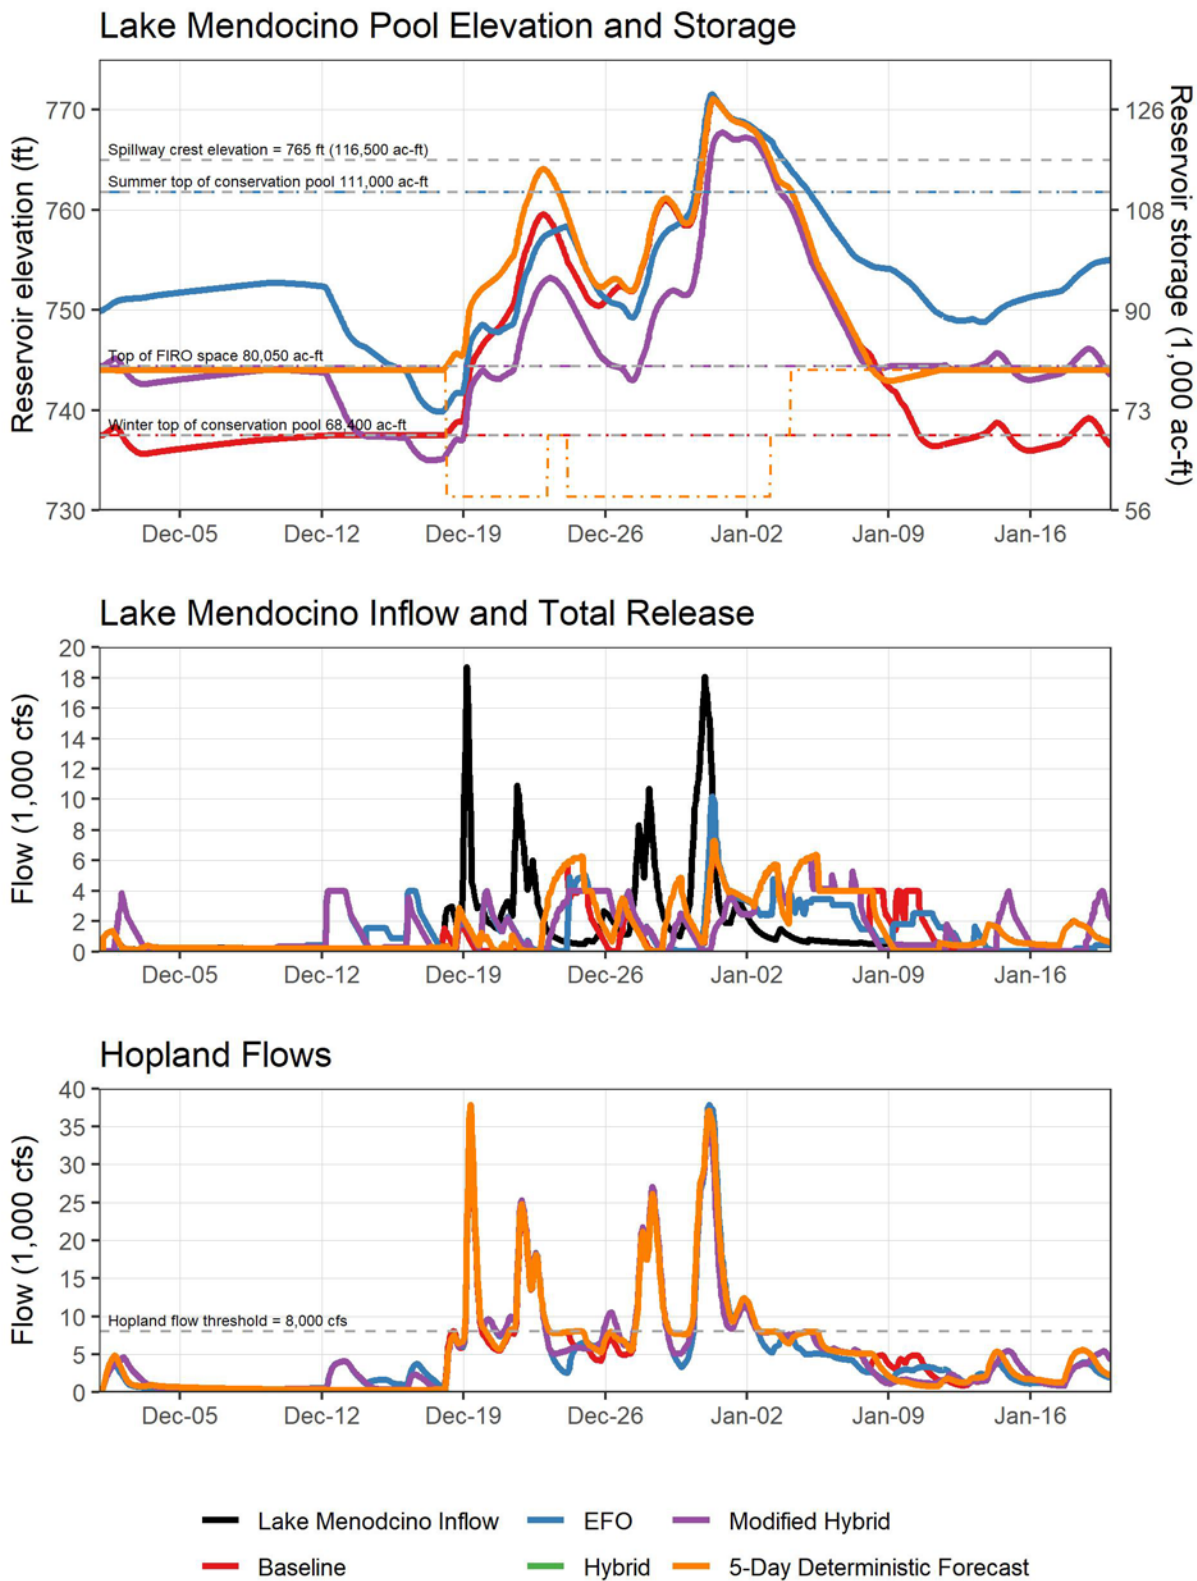 Lake Mendocino Pool Elevation and Storage
Reservoir elevation (ft)
Reservoir storage (1,000 ac-ft)
770
760
750
740
730
126
108
90
73
56
Spillway crest elevation = 765 ft (116,500 ac-ft)
Summer top of conservation pool 111,000 ac-ft
Top of FIRO space 80,050 ac-ft
Winter top of conservation pool 68,400 ac-ft
Dec-05 Dec-12 Dec-19 Dec-26 Jan-02 Jan-09 Jan-16
Lake Mendocino Inflow and Total Release
Flow (1,000 cfs)
20
18
16
14
12
10
8
6
4
2
0
Dec-05 Dec-12 Dec-19 Dec-26 Jan-02 Jan-09 Jan-16
Hopland Flows
Flow (1,000 cfs)
40
35
30
25
20
15
10
5
0
Hopland flow threshold = 8,000 cfs
Dec-05 Dec-12 Dec-19 Dec-26 Jan-02 Jan-09 Jan-16
Lake Menodcino Inflow EFO Modified Hybrid
Baseline Hybrid 5-Day Deterministic Forecast